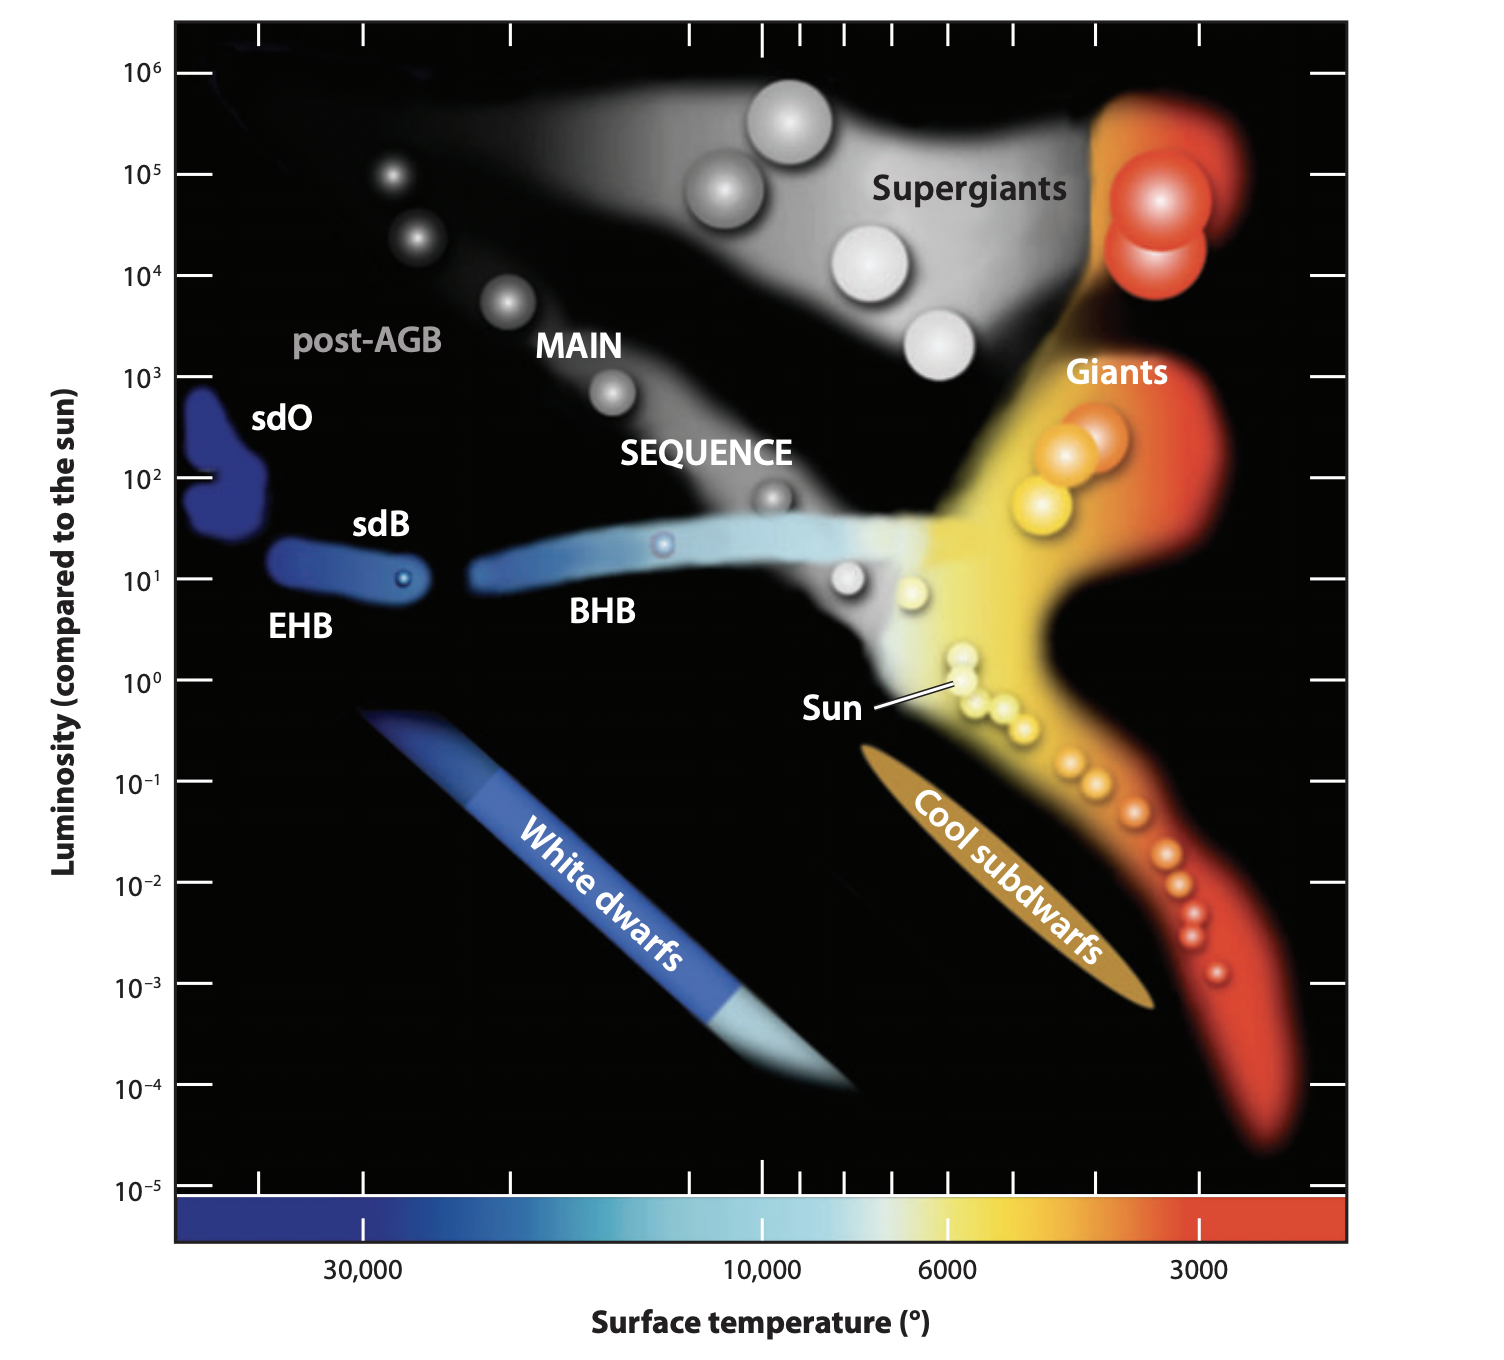 10⁶
10⁵
10⁴
10³
10²
10¹
10⁰
10⁻¹
10⁻²
10⁻³
10⁻⁴
10⁻⁵
Luminosity (compared to the sun)
Supergiants
post-AGB
MAIN
SEQUENCE
Giants
sdO
sdB
EHB
BHB
Sun
White dwarfs
Cool subdwarfs
30,000
10,000
6000
3000
Surface temperature (°)